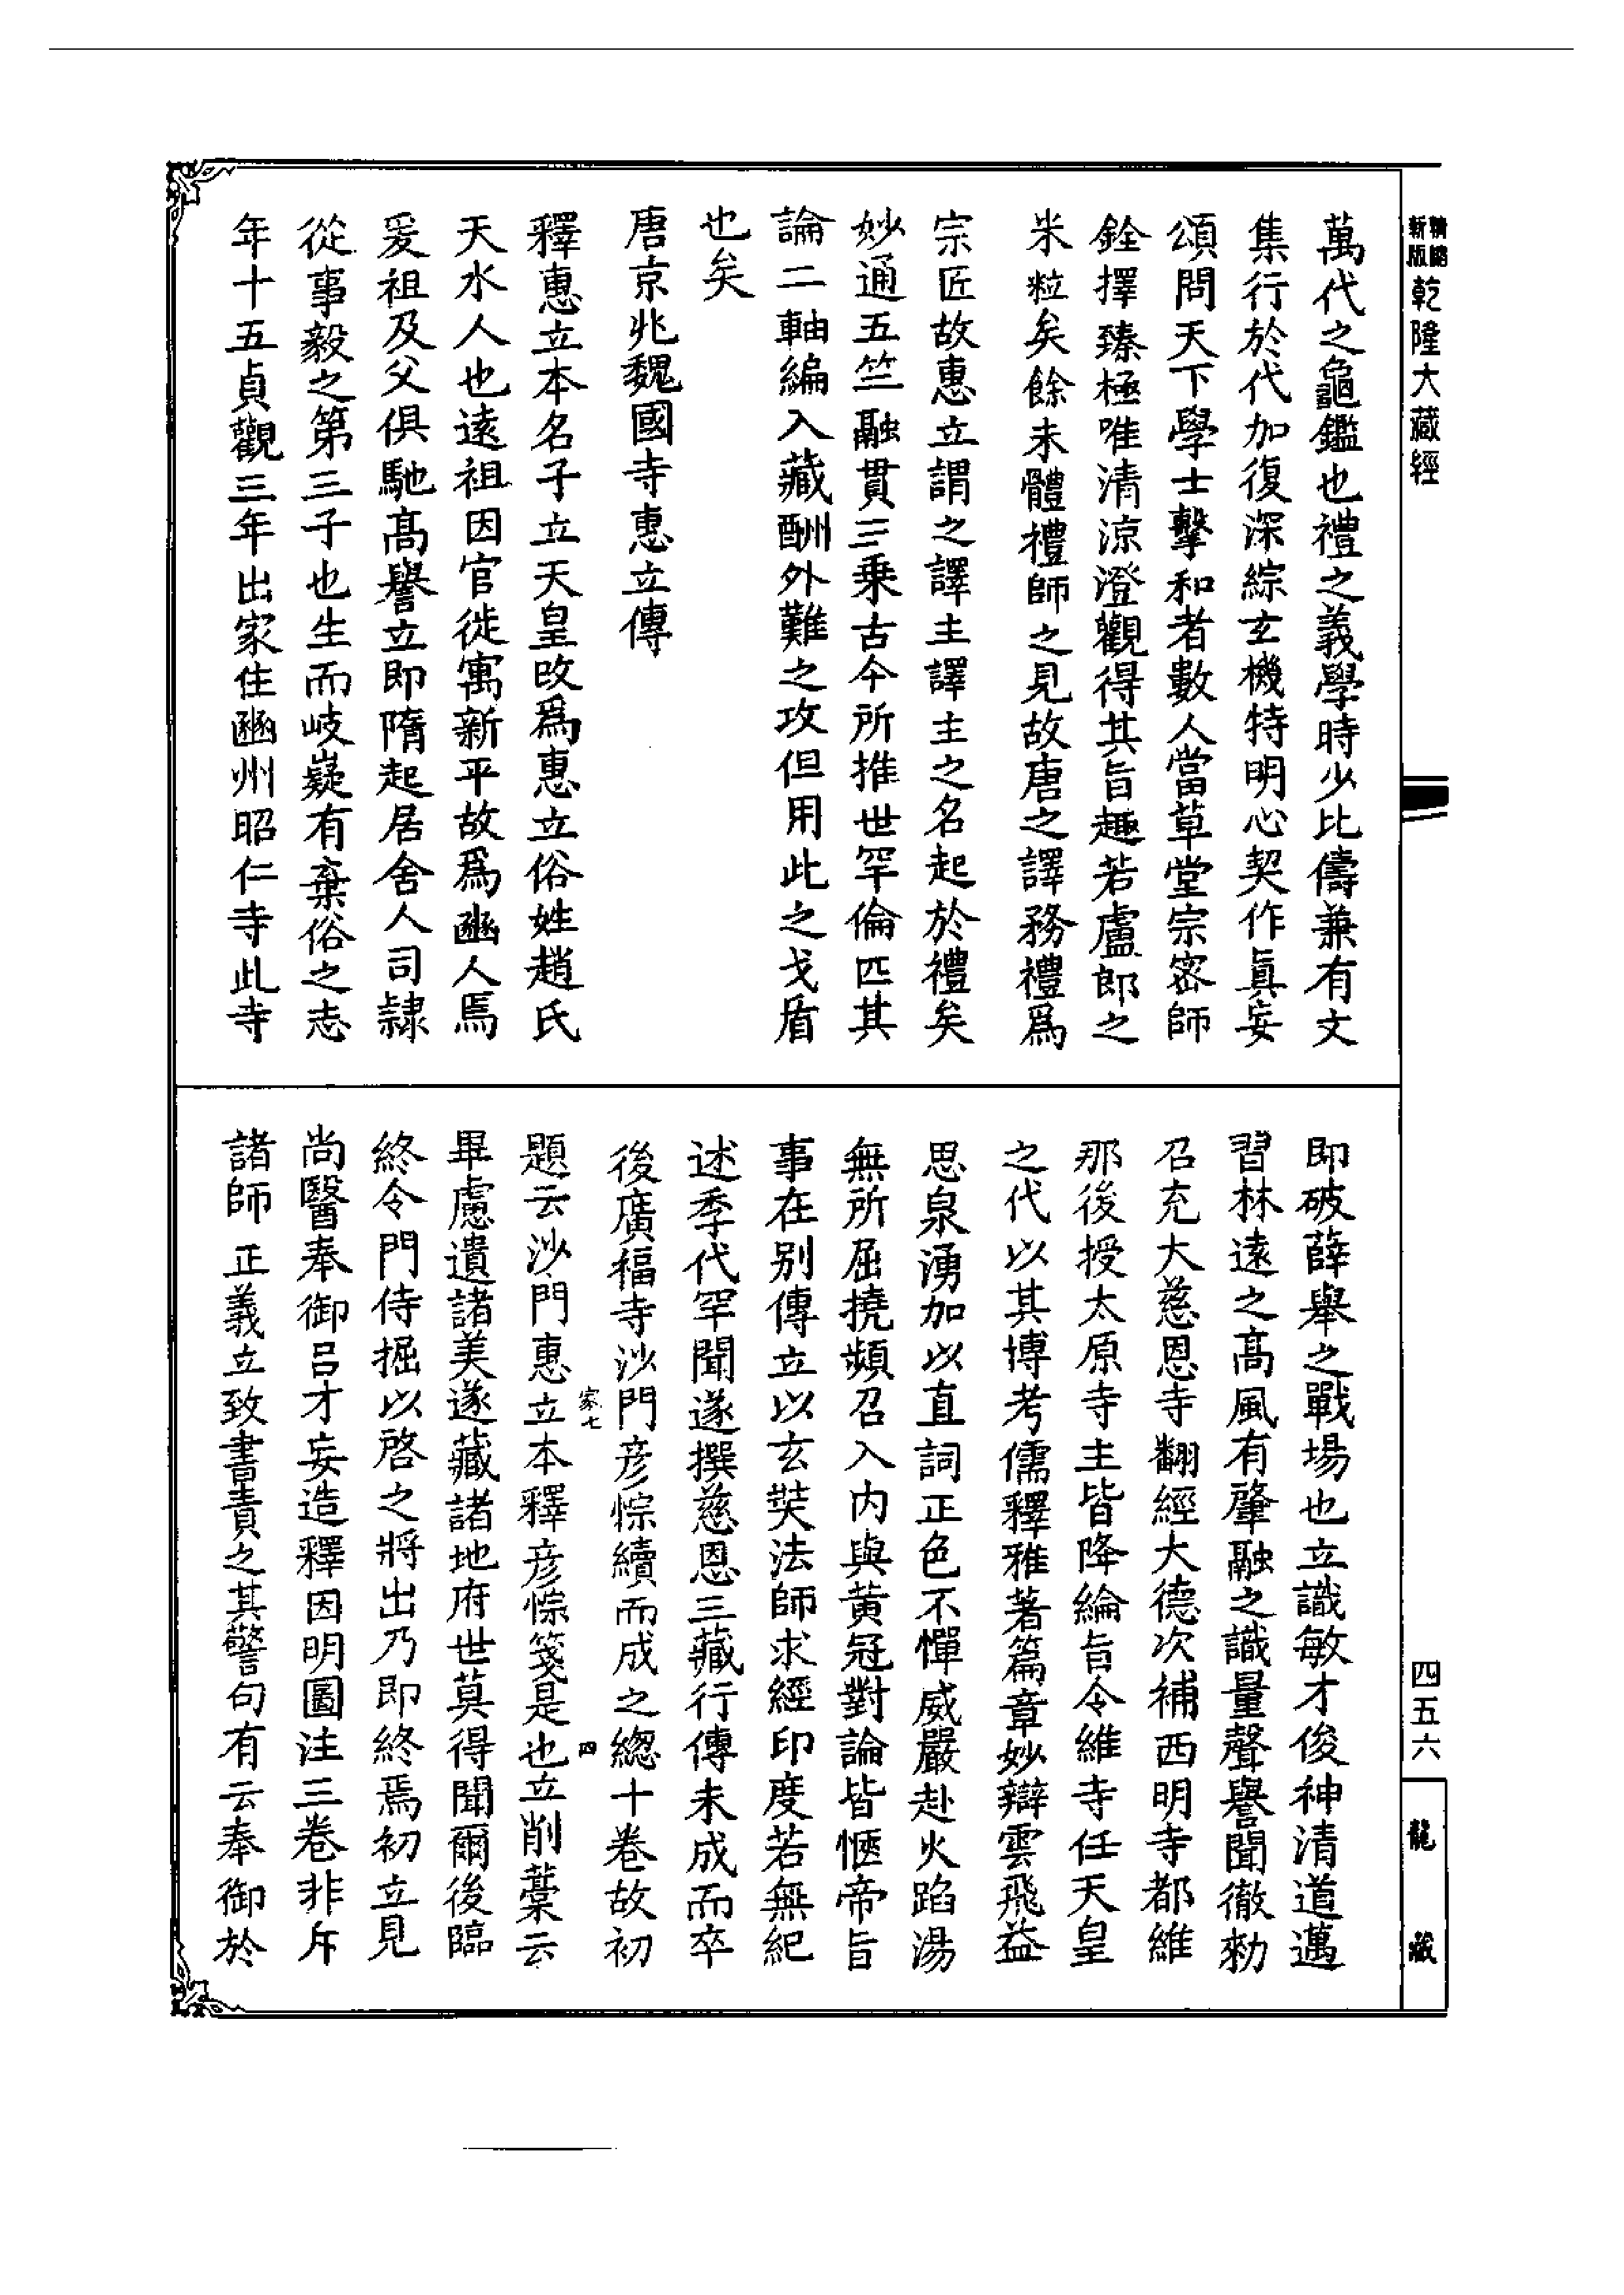 新版
精縮
乾隆大藏經
四五六
龍藏
萬代之龜鑑也禮之義學時少比儔兼有文
集行於代加復深綜玄機特明心契作眞妄
頌問天下學士擊和者數人當草堂宗密師
銓擇臻極唯清涼澄觀得其旨趣若盧郎之
米粒矣餘未體禮師之見故唐之譯務禮爲
宗匠故惠立謂之譯主譯主之名起於禮矣
妙通五竺融貫三乘古今所推世罕倫匹其
論二軸編入藏酬外難之攻但用此之戈盾
也矣
唐京兆魏國寺惠立傳
釋惠立本名子立天皇改爲惠立俗姓趙氏
天水人也遠祖因官徙寓新平故爲豳人焉
爰祖及父俱馳高譽立即隋起居舍人司隷
從事毅之第三子也生而岐嶷有棄俗之志
年十五貞觀三年出家住豳州昭仁寺此寺
即破薛舉之戰場也立識敏才俊神清道邁
習林遠之高風有肇融之識量聲譽聞徹勑
召充大慈恩寺翻經大德次補西明寺都維
那後授太原寺主皆降綸旨令維寺任天皇
之代以其博考儒釋雅著篇章妙辯雲飛益
思泉湧加以直詞正色不憚威嚴赴火蹈湯
無所屈撓頻召入內與黃冠對論皆愜帝旨
事在別傳立以玄奘法師求經印度若無紀
述季代罕聞遂撰慈恩三藏行傳未成而卒
後廣福寺沙門彥悰續而成之總十卷故初
家七
四
題云沙門惠立本釋彥悰箋是也立削藁云
畢慮遺諸美遂藏諸地府世莫得聞爾後臨
終令門侍掘以啓之將出乃即終焉初立見
尚醫奉御呂才妄造釋因明圖注三卷非斥
諸師正義立致書責之其警句有云奉御於